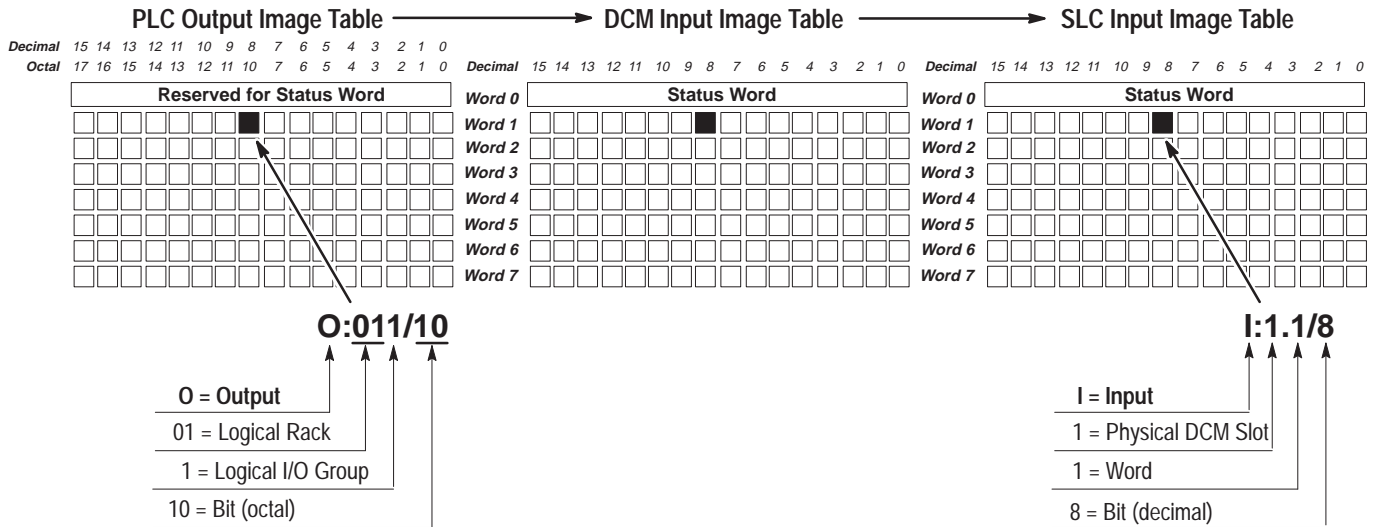 PLC Output Image Table DCM Input Image Table SLC Input Image Table
Decimal 15 14 13 12 11 10 9 8 7 6 5 4 3 2 1 0
Octal 17 16 15 14 13 12 11 10 7 6 5 4 3 2 1 0 Decimal 15 14 13 12 11 10 9 8 7 6 5 4 3 2 1 0 Decimal 15 14 13 12 11 10 9 8 7 6 5 4 3 2 1 0
Reserved for Status Word Word 0 Status Word Word 0 Status Word
Word 1 Word 1
Word 2 Word 2
Word 3 Word 3
Word 4 Word 4
Word 5 Word 5
Word 6 Word 6
Word 7 Word 7
O:011/10 I:1.1/8
O = Output I = Input
01 = Logical Rack 1 = Physical DCM Slot
1 = Logical I/O Group 1 = Word
10 = Bit (octal) 8 = Bit (decimal)